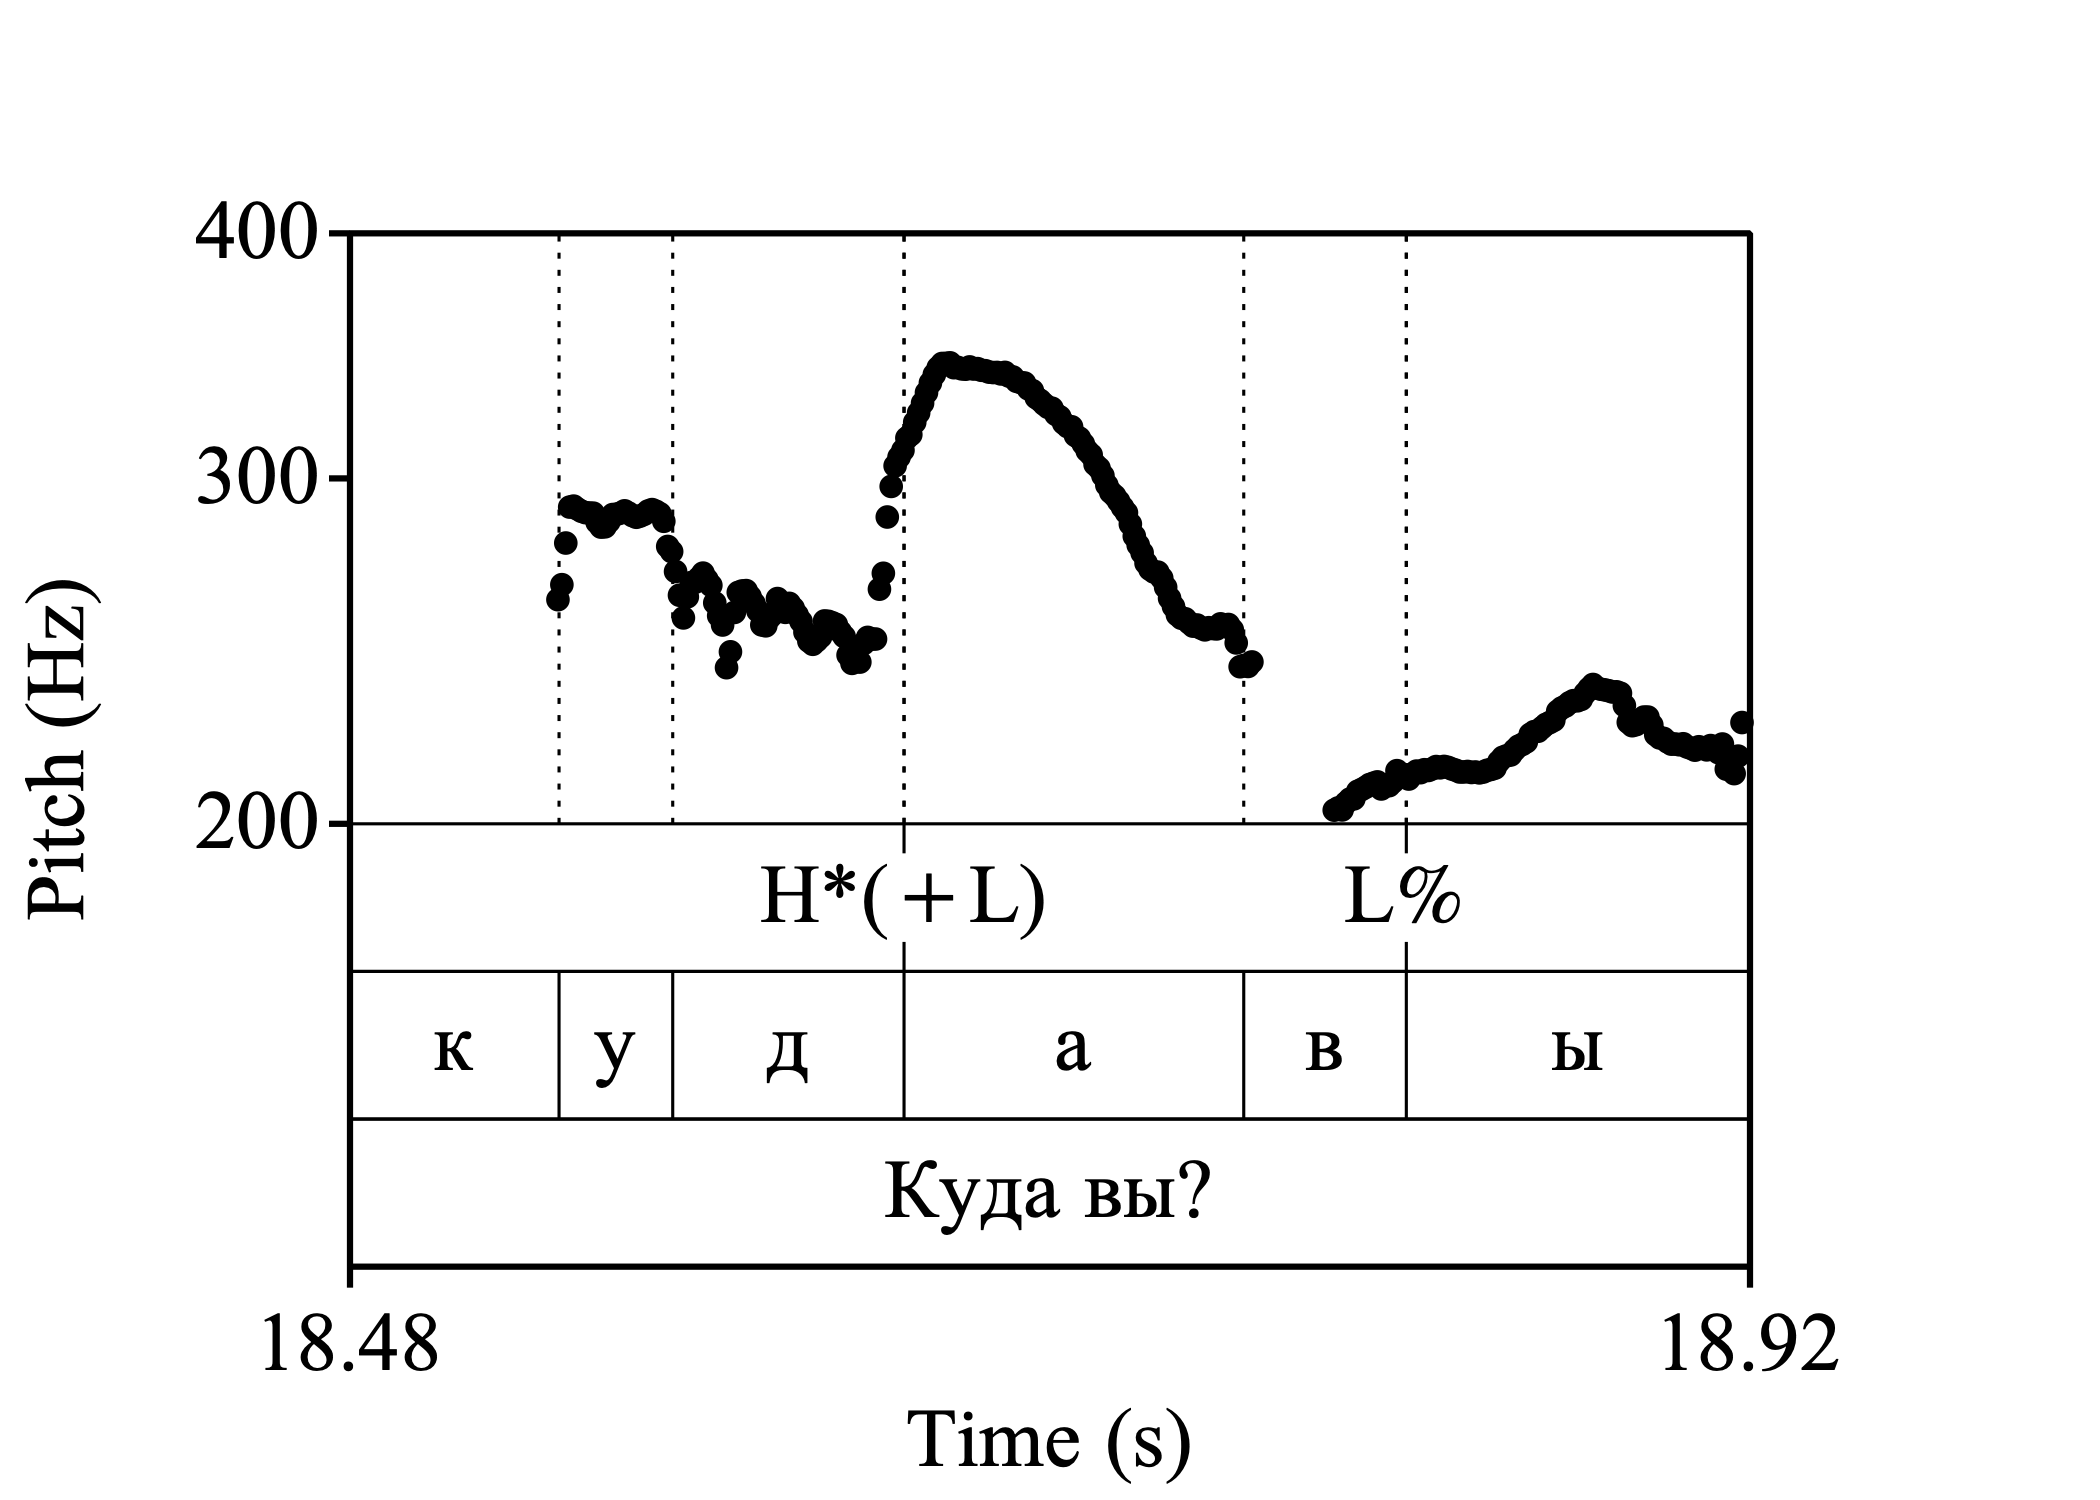 400
300
200
Pitch (Hz)
H*(+L) L%
к у д а в ы
Куда вы?
18.48 18.92
Time (s)